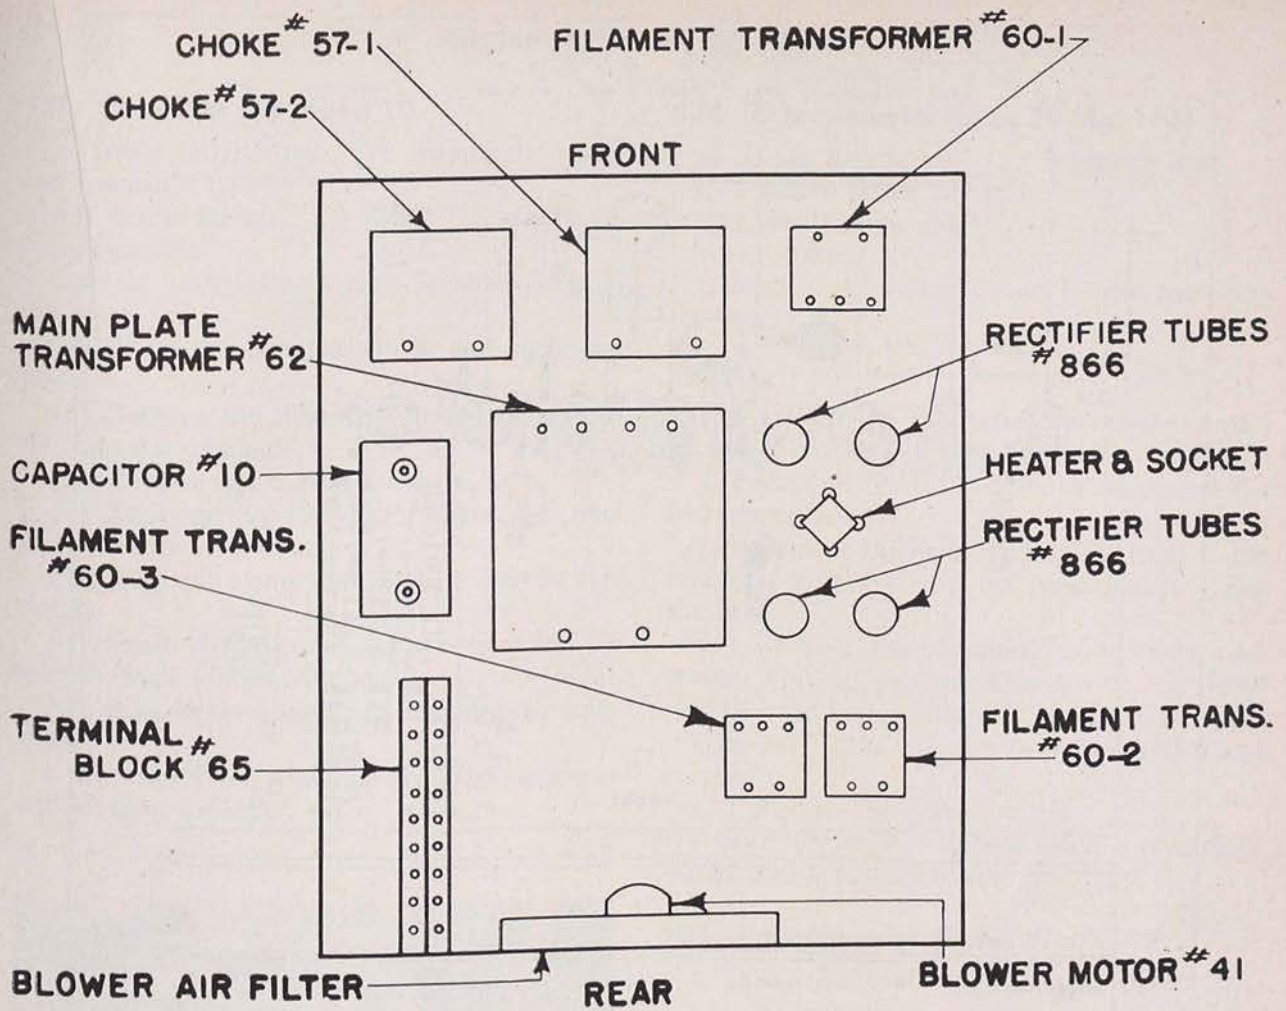 CHOKE # 57-1
FILAMENT TRANSFORMER # 60-1
CHOKE # 57-2
FRONT
MAIN PLATE
TRANSFORMER # 62
RECTIFIER TUBES
# 866
CAPACITOR # 10
HEATER & SOCKET
FILAMENT TRANS.
# 60-3
RECTIFIER TUBES
# 866
TERMINAL
BLOCK # 65
FILAMENT TRANS.
# 60-2
BLOWER AIR FILTER
REAR
BLOWER MOTOR # 41